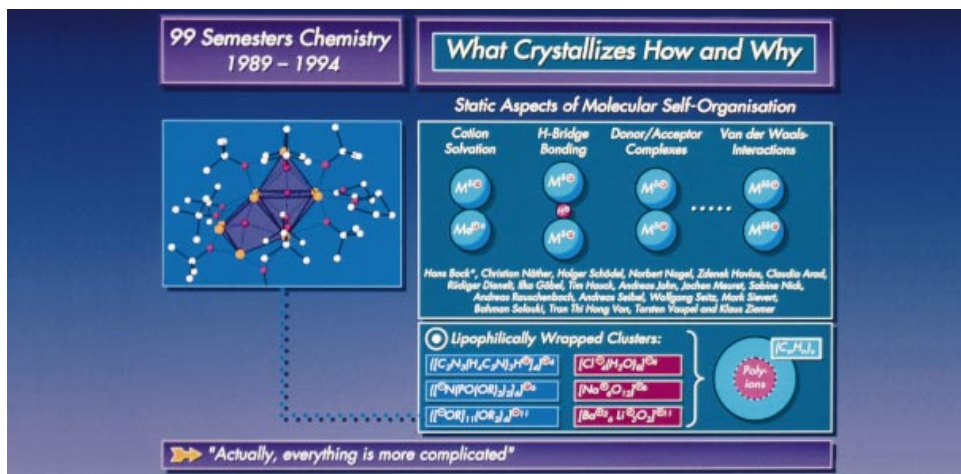 99 Semesters Chemistry
1989 – 1994
What Crystallizes How and Why
Static Aspects of Molecular Self-Organisation
Cation
Solvation
H-Bridge
Bonding
Donor/Acceptor
Complexes
Van der Waals-
Interactions
.....
Hans Bock*, Christian Näther, Holger Schödel, Norbert Nagel, Zdenek Havlas, Claudia Arad,
Rüdiger Dienelt, Ilka Göbel, Tim Hauck, Andreas John, Jochen Meuret, Sabine Nick,
Andreas Rauschenbach, Andreas Seibel, Wolfgang Seitz, Mark Sievert,
Bahman Solouki, Tran Thi Hong Van, Torsten Vaupel and Klaus Ziemer
Lipophilically Wrapped Clusters:
Poly-
ions
"Actually, everything is more complicated"